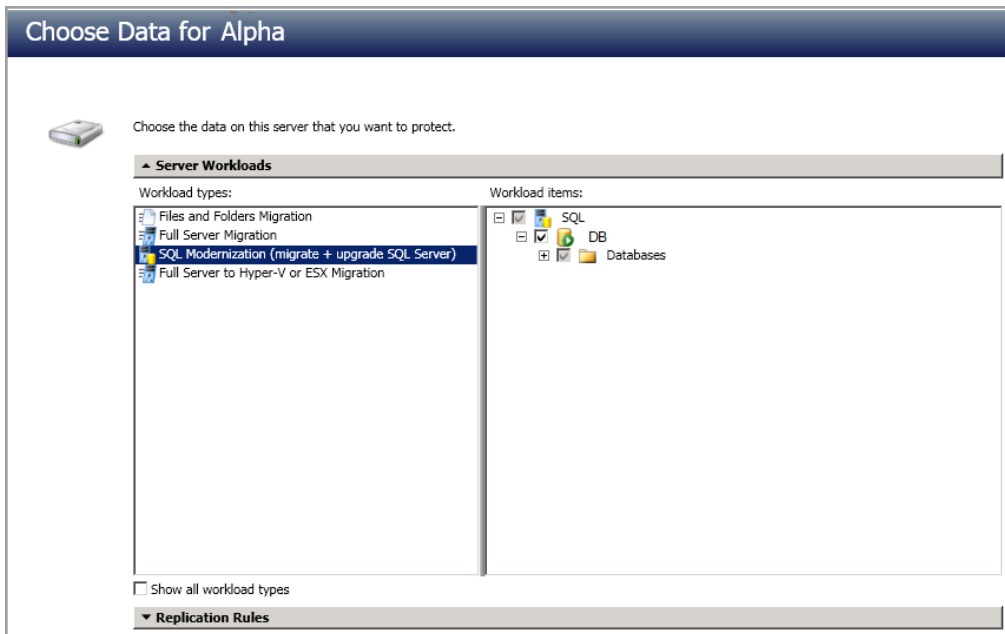 Choose Data for Alpha
Choose the data on this server that you want to protect.
Server Workloads
Workload types:
Workload items:
Files and Folders Migration
Full Server Migration
SQL Modernization (migrate + upgrade SQL Server)
Full Server to Hyper-V or ESX Migration
SQL
DB
Databases
Show all workload types
Replication Rules